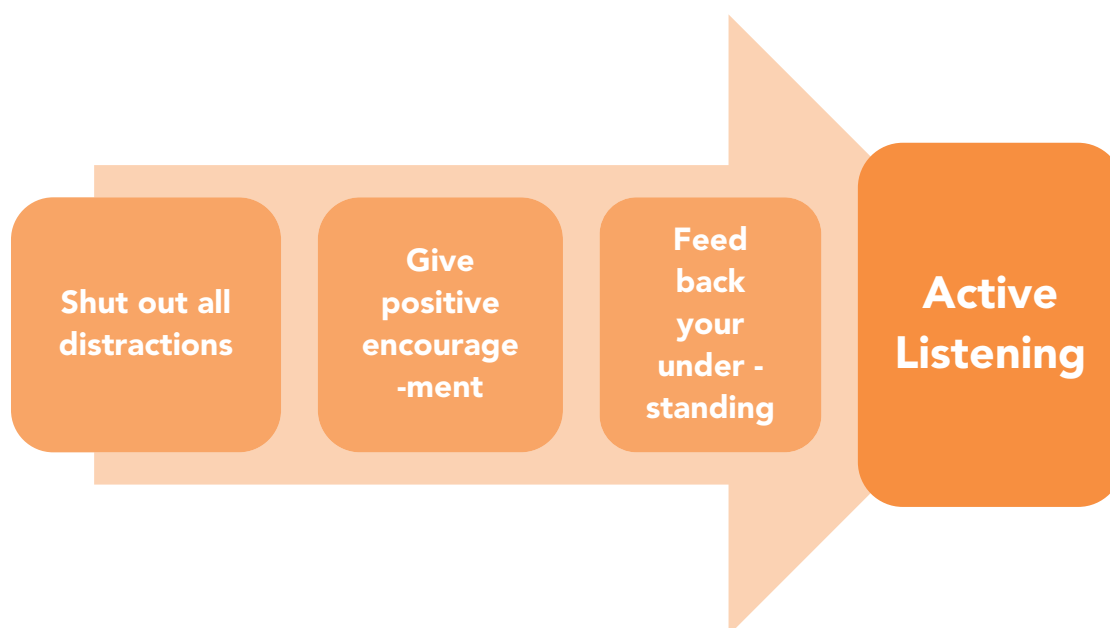 Shut out all
distractions
Give
positive
encourage
-ment
Feed
back
your
under -
standing
Active
Listening